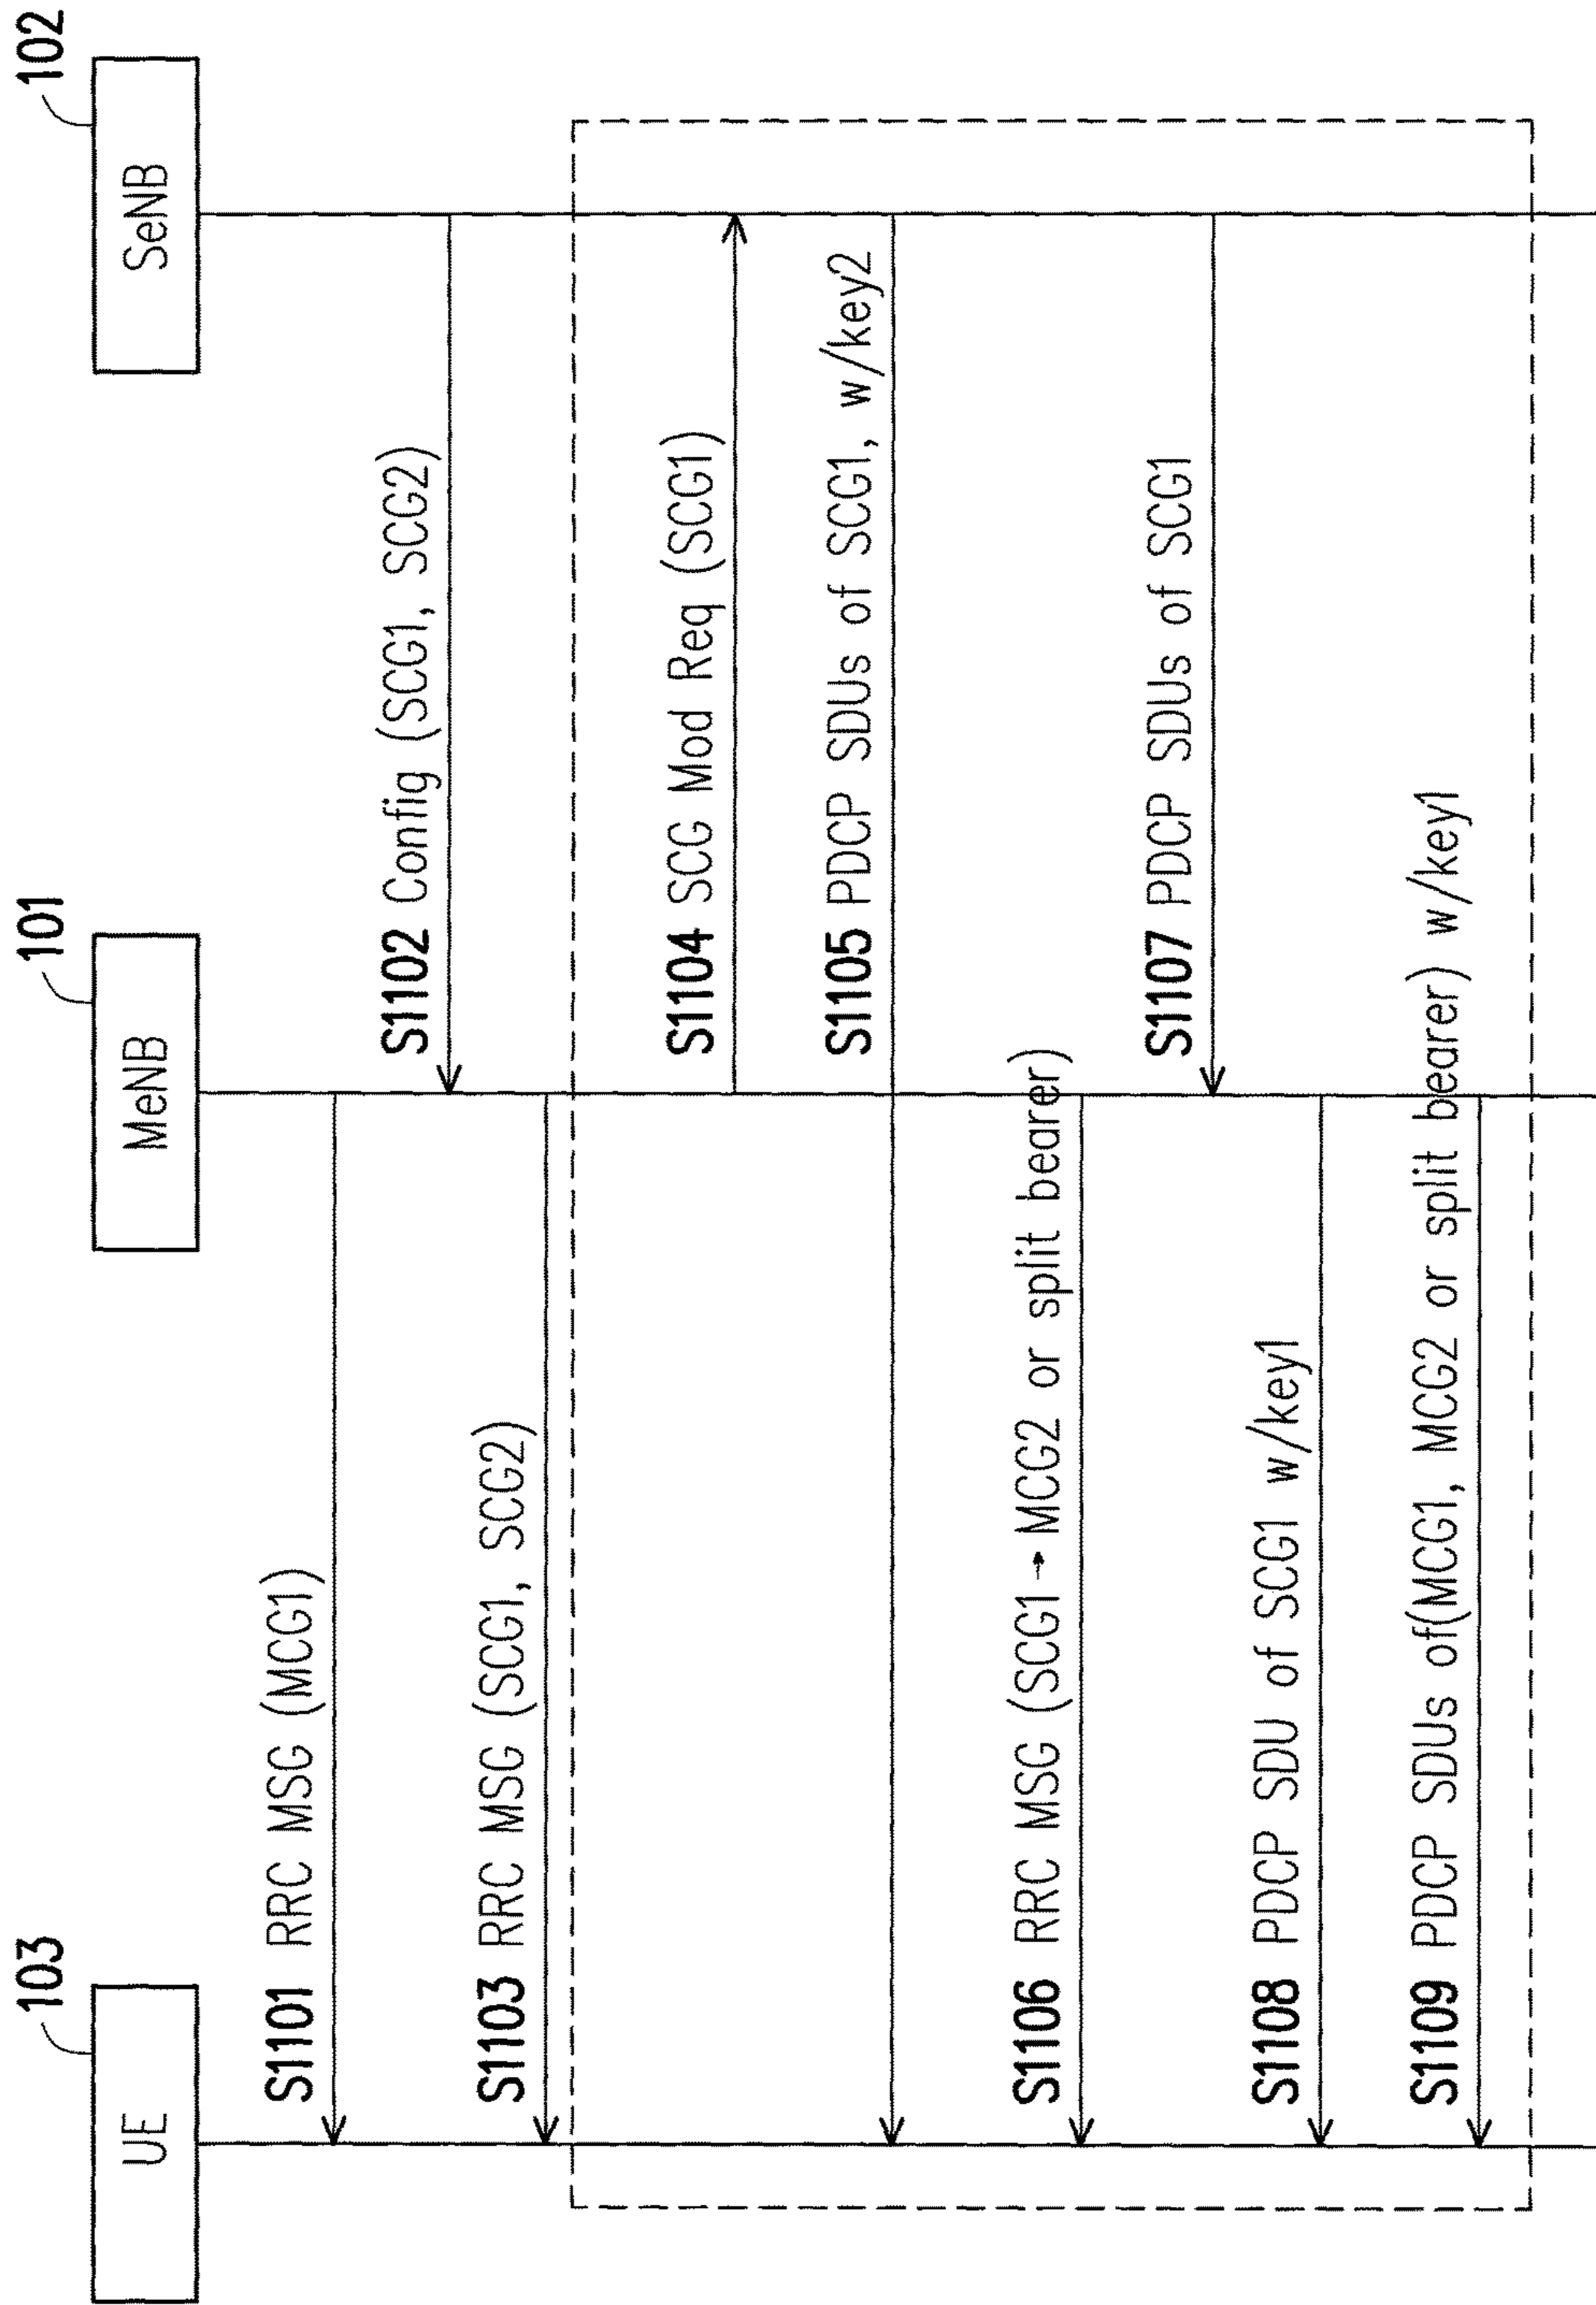 103
101
102
UE
MeNB
SeNB
S1101 RRC MSG (MCG1)
S1102 Config (SCG1, SCG2)
S1103 RRC MSG (SCG1, SCG2)
S1104 SCG Mod Req (SCG1)
S1105 PDCP SDUs of SCG1, w/key2
S1106 RRC MSG (SCG1→MCG2 or split bearer)
S1107 PDCP SDUs of SCG1
S1108 PDCP SDU of SCG1 w/key1
S1109 PDCP SDUs of(MCG1, MCG2 or split bearer) w/key1